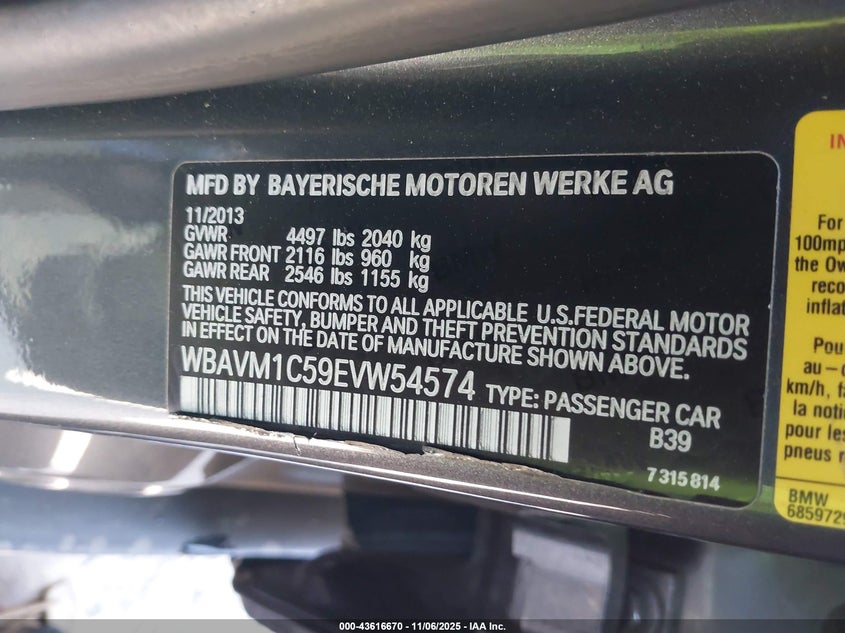 MFD BY BAYERISCHE MOTOREN WERKE AG
11/2013
GVWR 4497 lbs 2040 kg
GAWR FRONT 2116 lbs 960 kg
GAWR REAR 2546 lbs 1155 kg
THIS VEHICLE CONFORMS TO ALL APPLICABLE U.S.FEDERAL MOTOR
VEHICLE SAFETY, BUMPER AND THEFT PREVENTION STANDARDS
IN EFFECT ON THE DATE OF MANUFACTURE SHOWN ABOVE.
WBAVM1C59EVW54574 TYPE: PASSENGER CAR
B39
7315814
For
100mp
the Ow
reco
inflat
Pou
au –
km/h, fa
la notic
pour les
pneus r
BMW
6859729
000-43616670 - 11/06/2025 - IAA Inc.